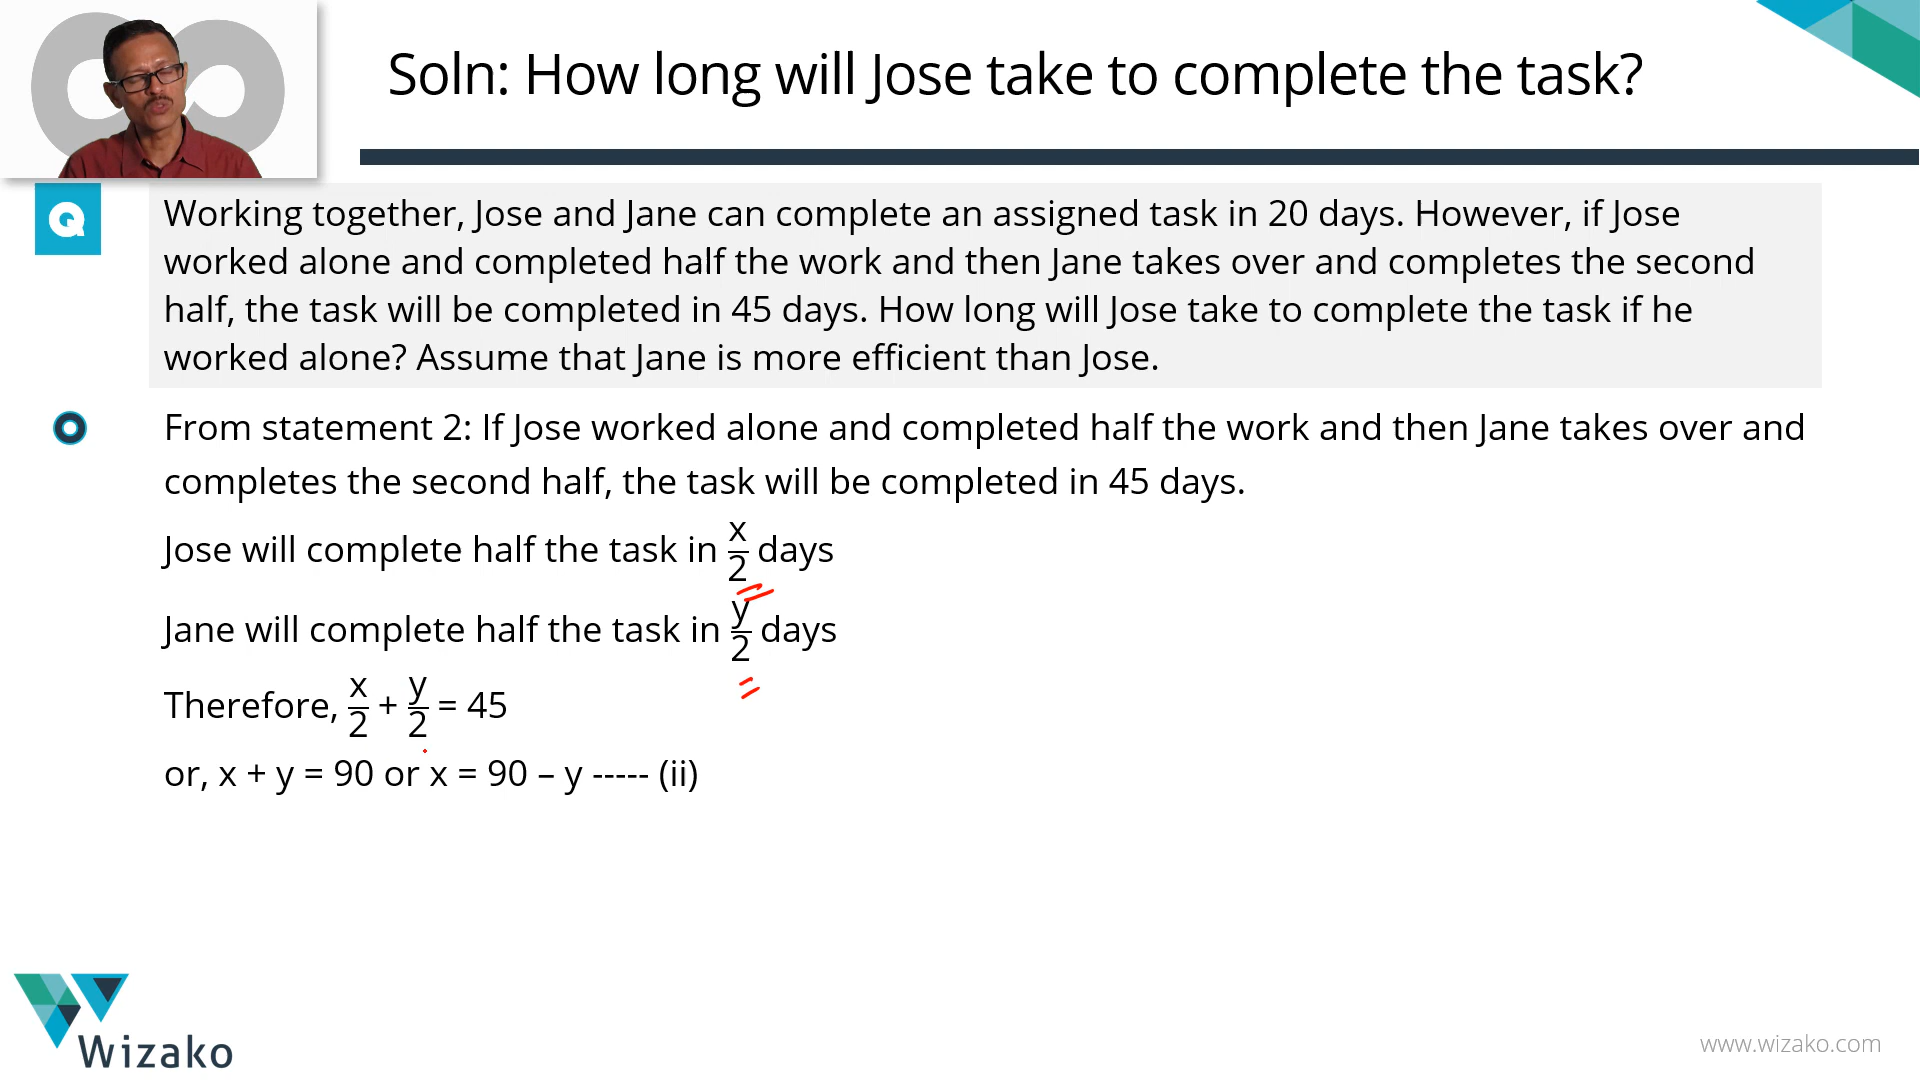 Soln: How long will Jose take to complete the task?
Q
Working together, Jose and Jane can complete an assigned task in 20 days. However, if Jose
worked alone and completed half the work and then Jane takes over and completes the second
half, the task will be completed in 45 days. How long will Jose take to complete the task if he
worked alone? Assume that Jane is more efficient than Jose.
From statement 2: If Jose worked alone and completed half the work and then Jane takes over and
completes the second half, the task will be completed in 45 days.
Jose will complete half the task in x/2 days
Jane will complete half the task in y/2 days
Therefore, x/2 + y/2 = 45
or, x + y = 90 or x = 90 – y ----- (ii)
Wizako
www.wizako.com